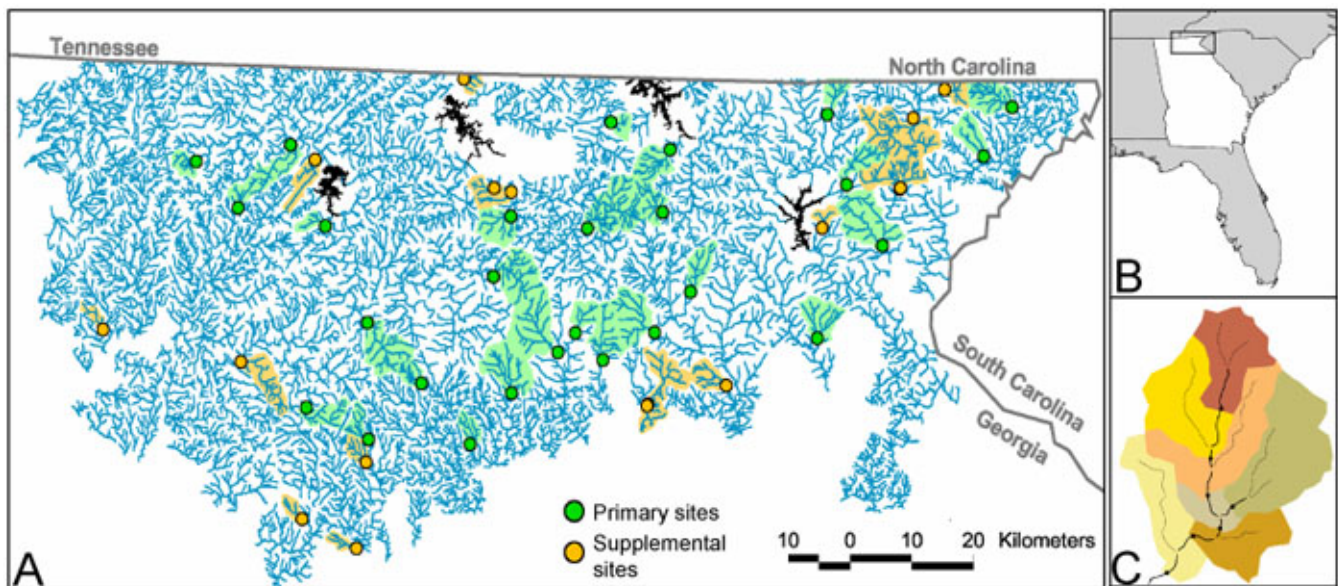 Tennessee
North Carolina
South Carolina
Georgia
Primary sites
Supplemental
sites
10 0 10 20 Kilometers
A
B
C